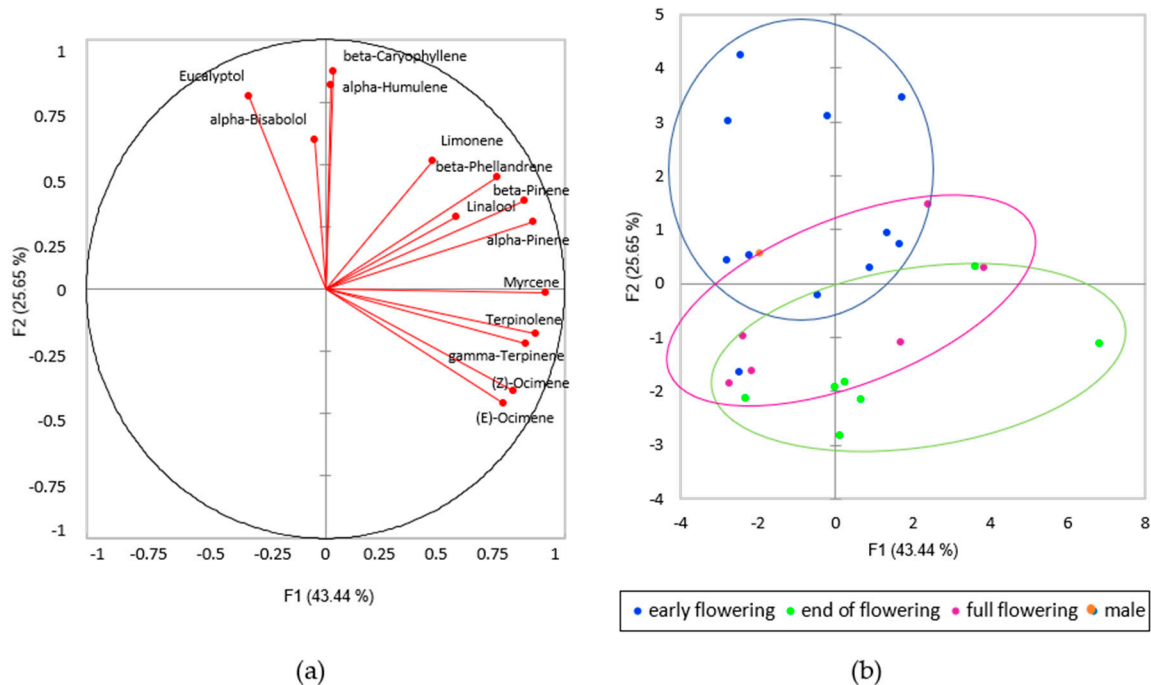 1
0.75
0.5
0.25
0
-0.25
-0.5
-0.75
-1
F2 (25.65 %)
beta-Caryophyllene
Eucalyptol
alpha-Humulene
alpha-Bisabolol
Limonene
beta-Phellandrene
beta-Pinene
Linalool
alpha-Pinene
Myrcene
Terpinolene
gamma-Terpinene
(Z)-Ocimene
(E)-Ocimene
-1 -0.75 -0.5 -0.25 0 0.25 0.5 0.75 1
F1 (43.44 %)
(a)
5
4
3
2
1
0
-1
-2
-3
-4
F2 (25.65 %)
-4 -2 0 2 4 6 8
F1 (43.44 %)
early flowering end of flowering full flowering male
(b)